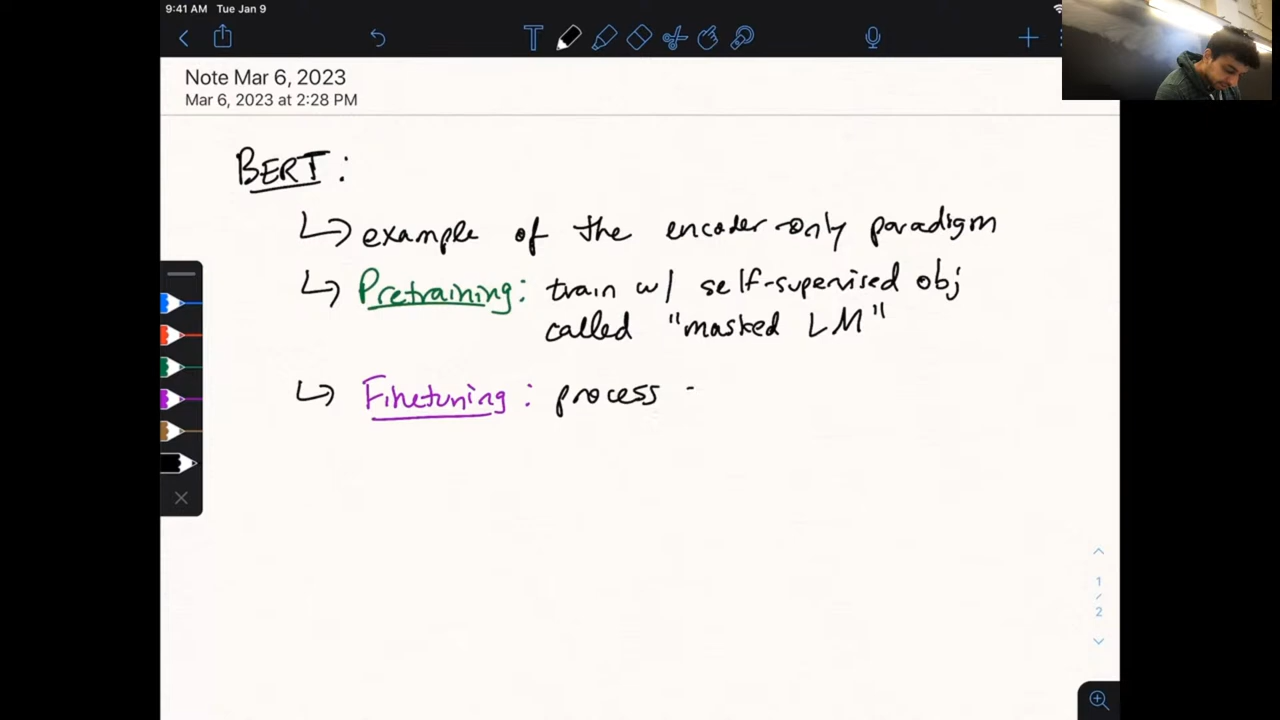 9:41 AM Tue Jan 9
Note Mar 6, 2023
Mar 6, 2023 at 2:28 PM
BERT:
↳ example of the encoder-only paradigm
↳ Pretraining: train w/ self-supervised obj
called "masked LM"
↳ Finetuning: process -
1
/
2